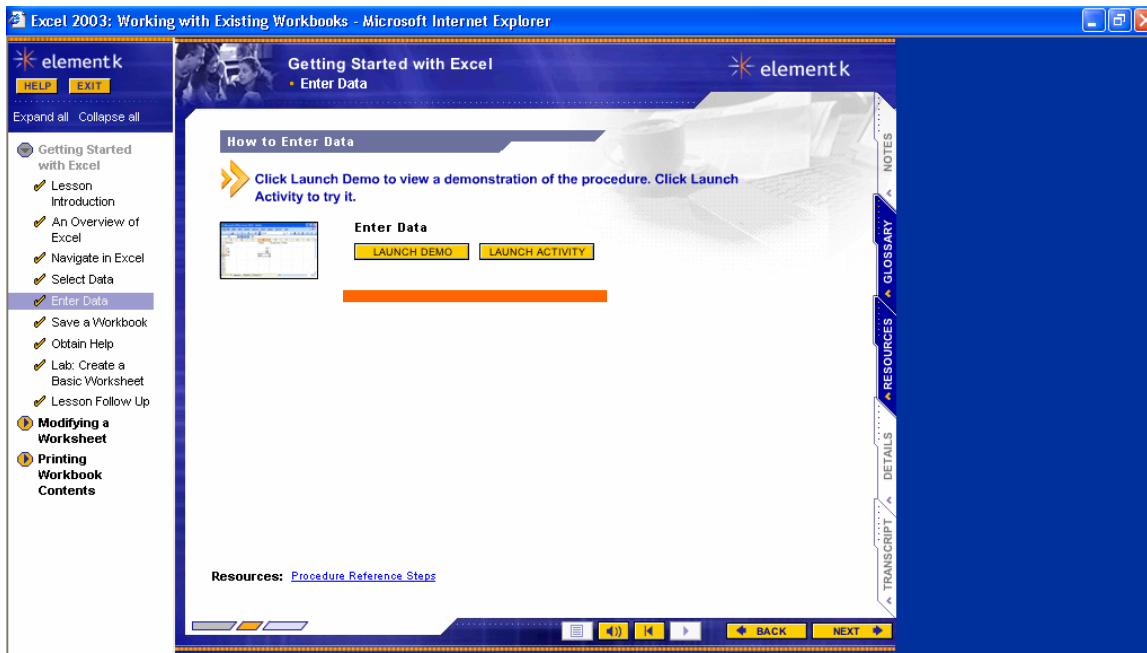 Excel 2003: Working with Existing Workbooks - Microsoft Internet Explorer
element k
HELP EXIT
Expand all Collapse all
Getting Started
with Excel
Lesson
Introduction
An Overview of
Excel
Navigate in Excel
Select Data
Enter Data
Save a Workbook
Obtain Help
Lab: Create a
Basic Worksheet
Lesson Follow Up
Modifying a
Worksheet
Printing
Workbook
Contents
Getting Started with Excel
• Enter Data
element k
How to Enter Data
Click Launch Demo to view a demonstration of the procedure. Click Launch
Activity to try it.
Enter Data
LAUNCH DEMO LAUNCH ACTIVITY
Resources: Procedure Reference Steps
BACK NEXT
NOTES
GLOSSARY
RESOURCES
DETAILS
TRANSCRIPT